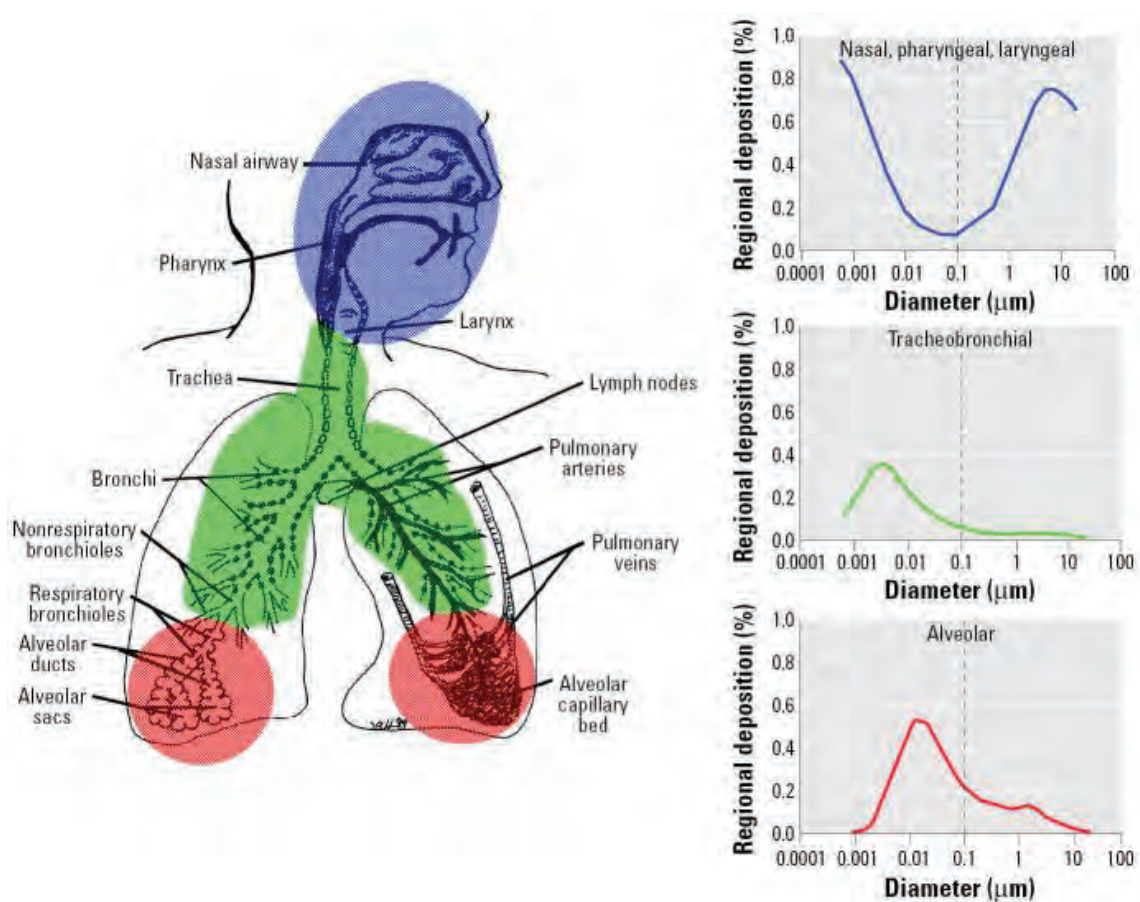 Nasal airway
Pharynx
Larynx
Trachea
Lymph nodes
Bronchi
Pulmonary
arteries
Nonrespiratory
bronchioles
Pulmonary
veins
Respiratory
bronchioles
Alveolar
ducts
Alveolar
sacs
Alveolar
capillary
bed
Regional deposition (%)
Nasal, pharyngeal, laryngeal
1.0
0.8
0.6
0.4
0.2
0.0
0.0001 0.001 0.01 0.1 1 10 100
Diameter (μm)
Regional deposition (%)
Tracheobronchial
1.0
0.8
0.6
0.4
0.2
0.0
0.0001 0.001 0.01 0.1 1 10 100
Diameter (μm)
Regional deposition (%)
Alveolar
1.0
0.8
0.6
0.4
0.2
0.0
0.0001 0.001 0.01 0.1 1 10 100
Diameter (μm)